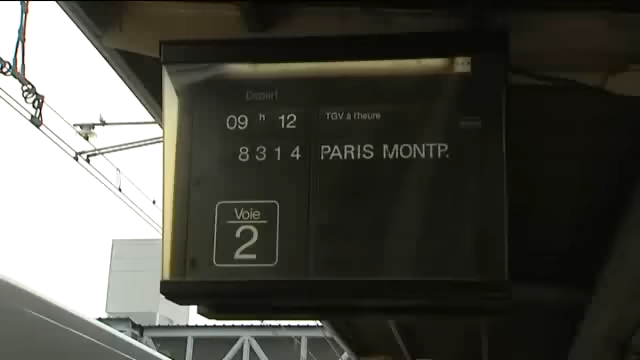 Départ
09 h 12 TGV à l'heure
8314 PARIS MONTP.
Voie
2